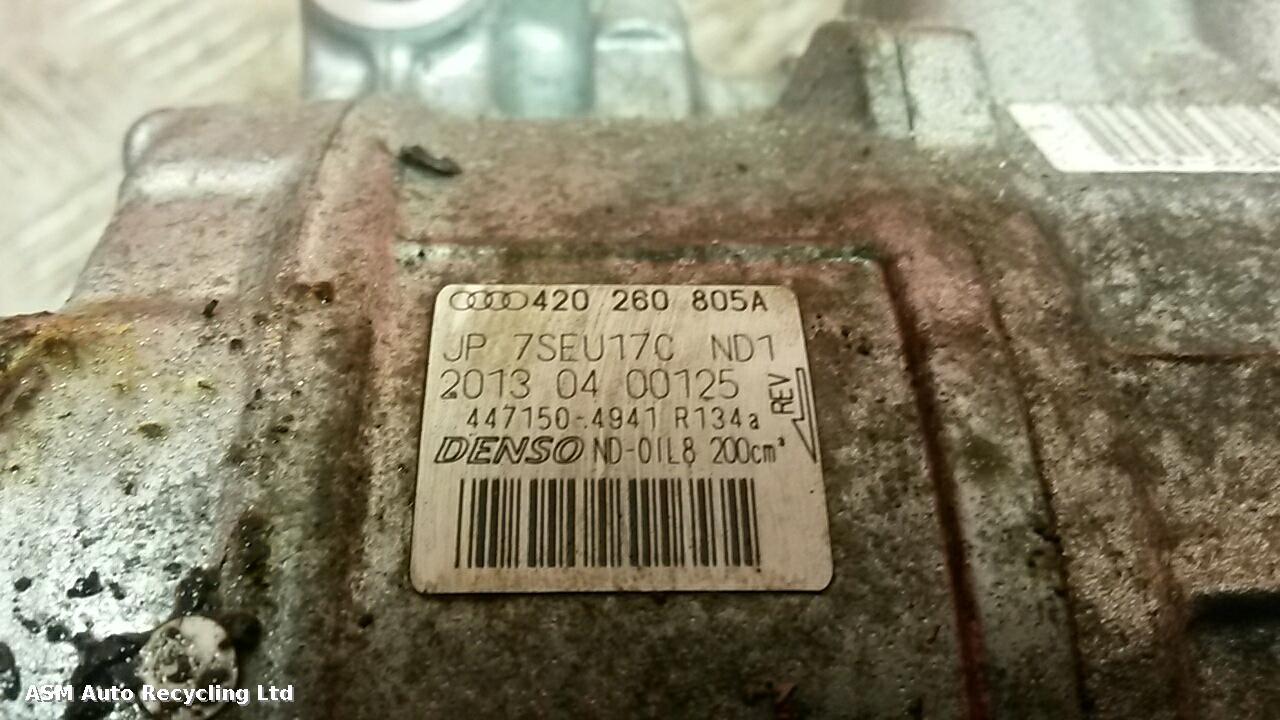 420 260 805A
JP 7SEU17C ND1
2013 04 00125
REV
447150-4941 R134a
DENSO ND-OIL8 200cm³
ASM Auto Recycling Ltd